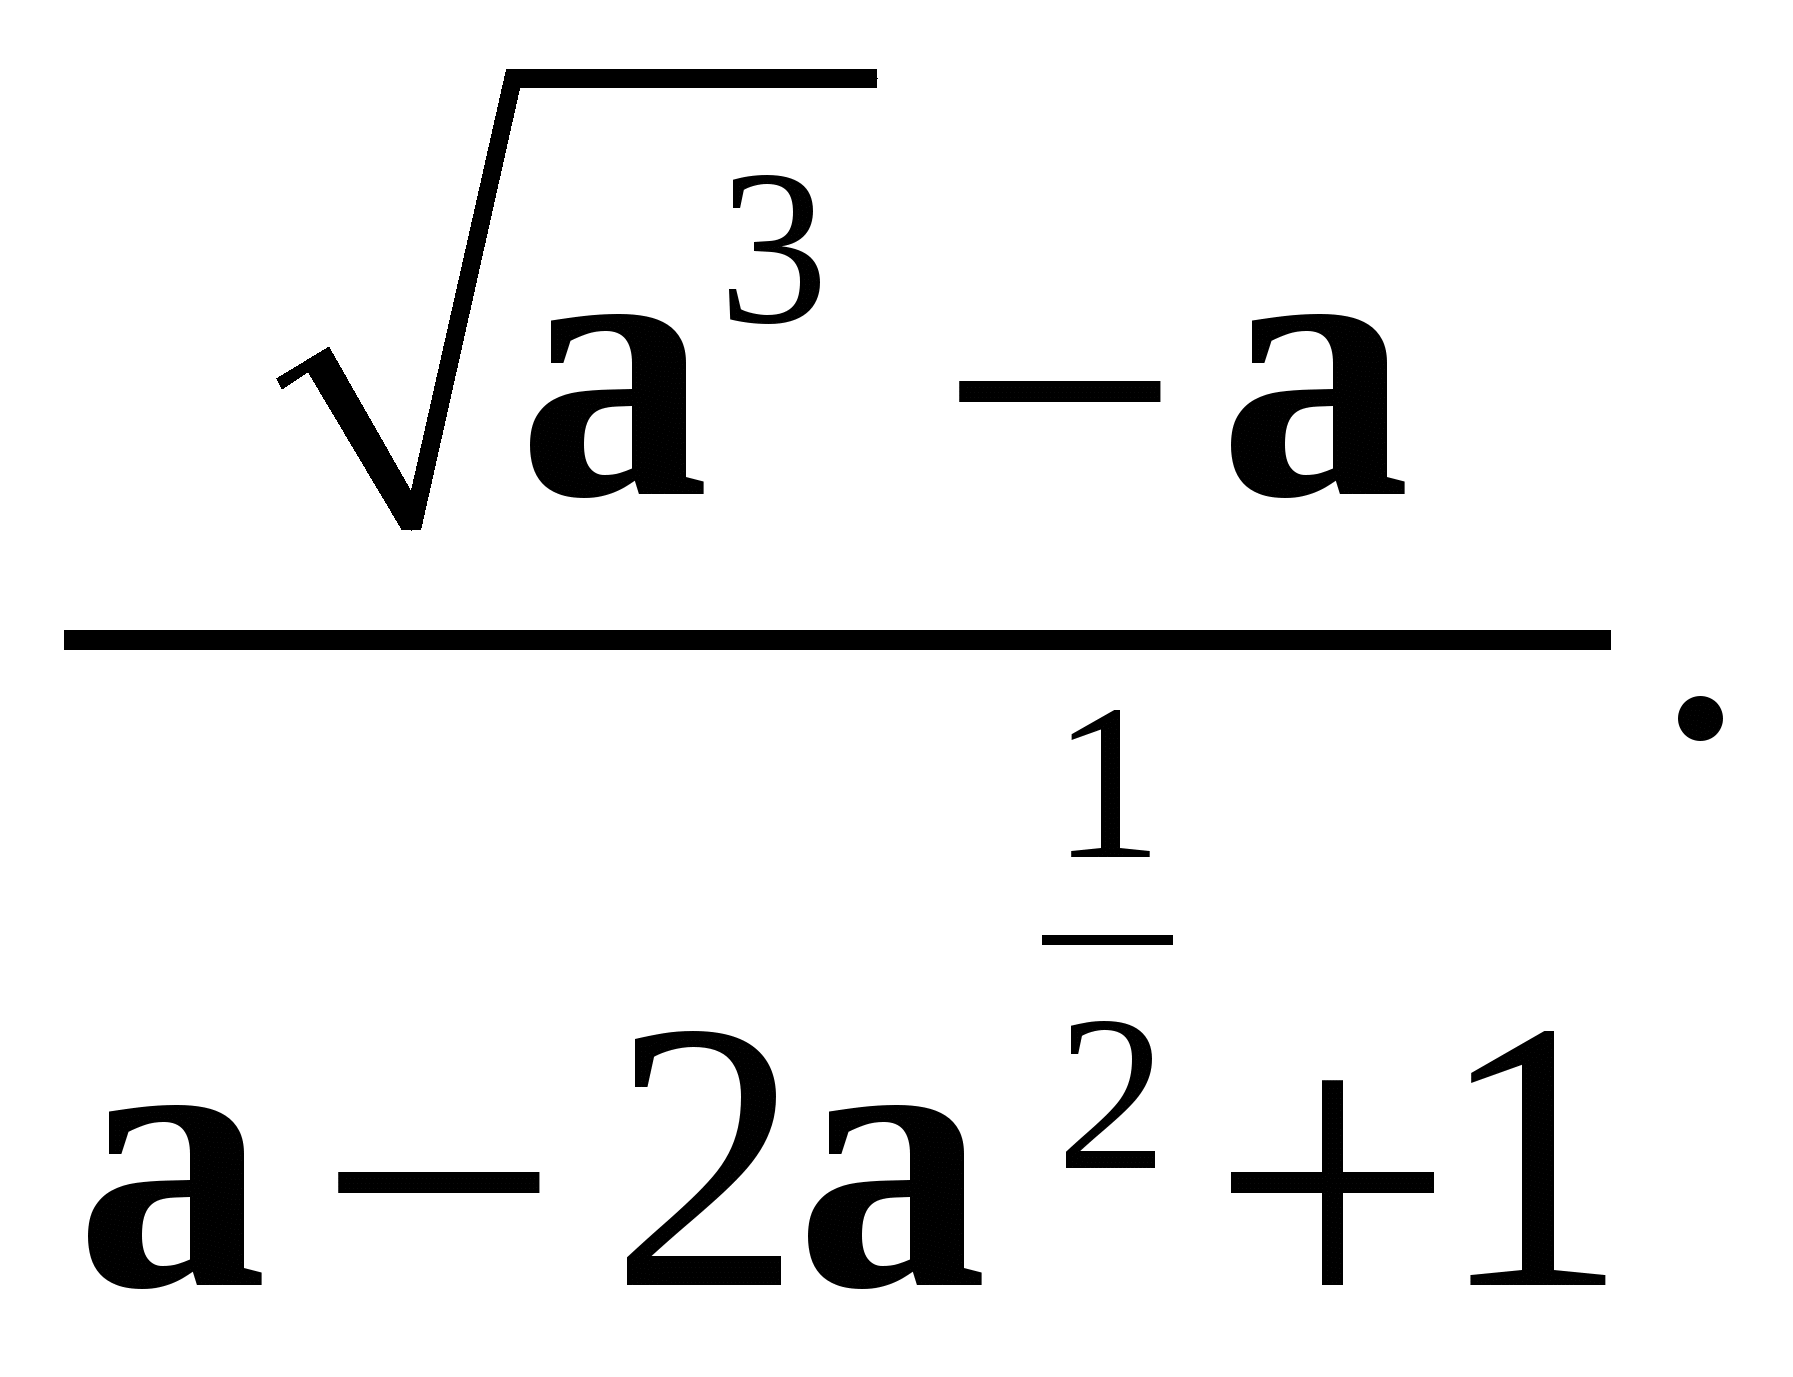 √a³ − a
a − 2a^(1/2) + 1 .